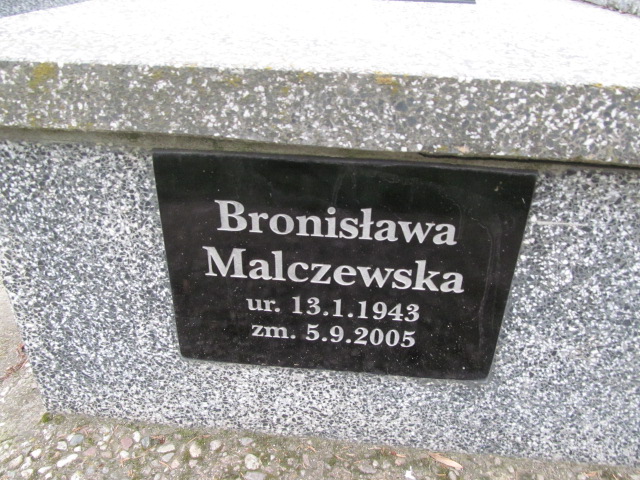 Bronisława
Malczewska
ur. 13.1.1943
zm. 5.9.2005